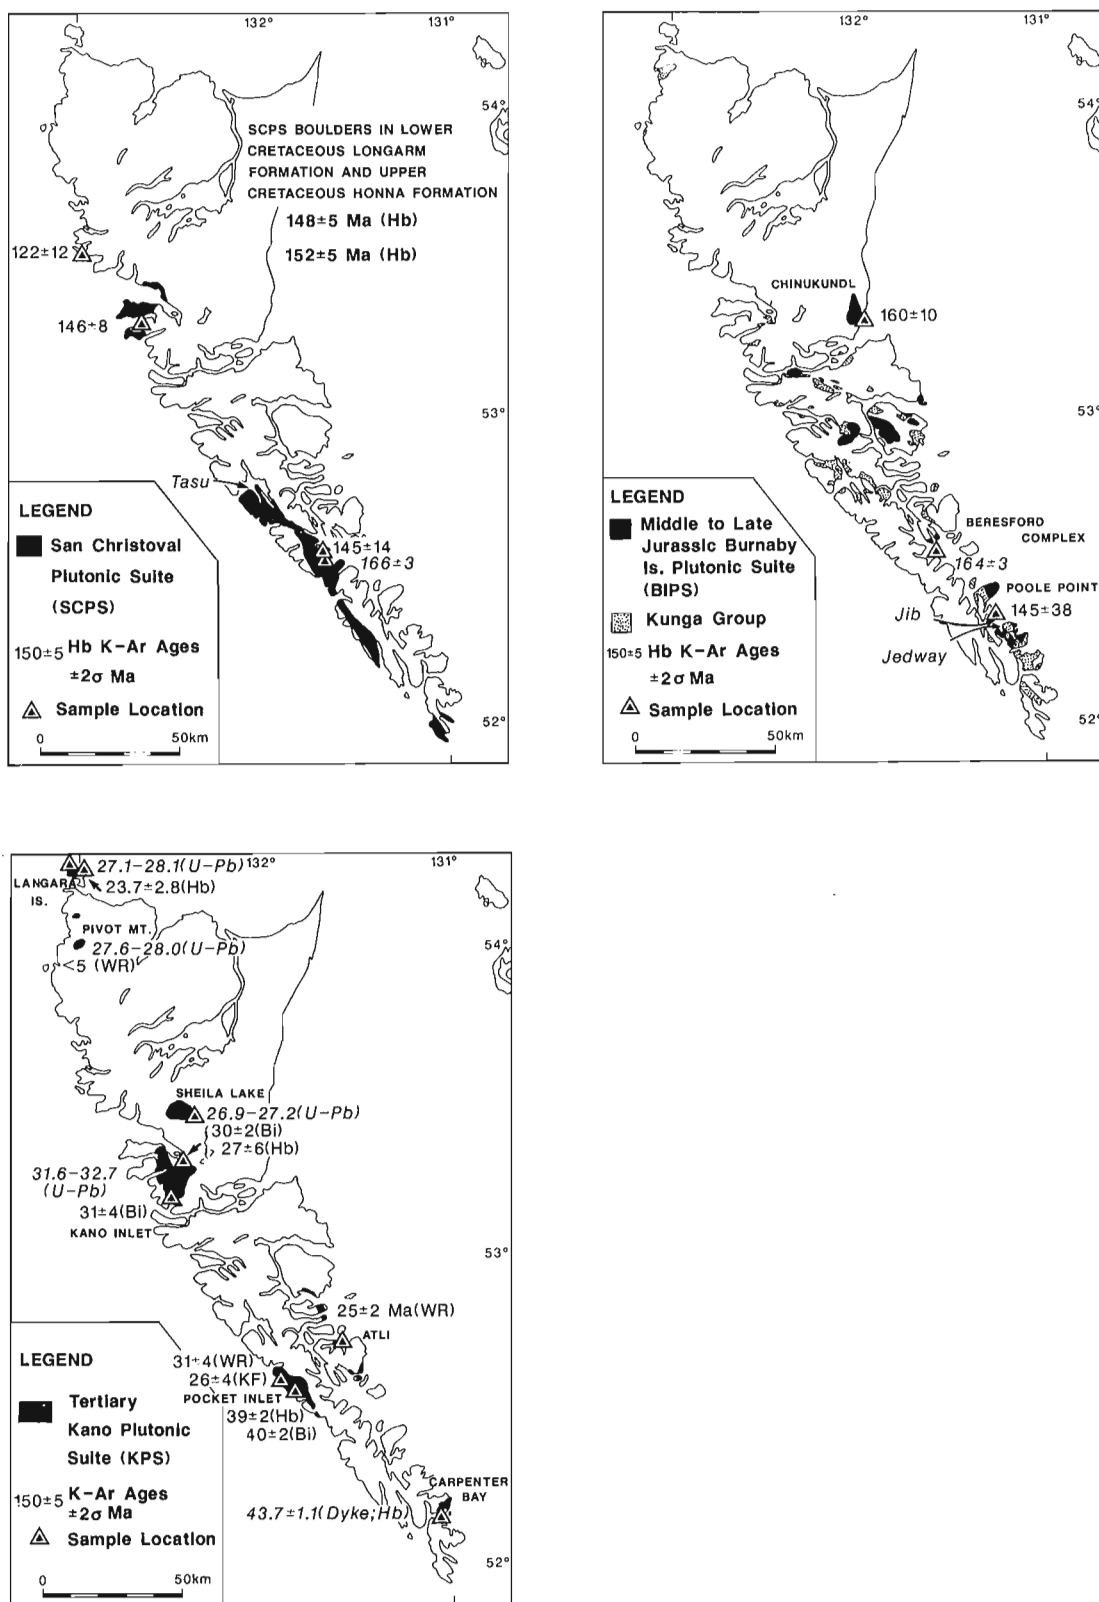 132°
54°
SCPS BOULDERS IN LOWER
CRETACEOUS LONGARM
FORMATION AND UPPER
CRETACEOUS HONNA FORMATION
148±5 Ma (Hb)
152±5 Ma (Hb)
122±12
146±8
53°
Tasu
145±14
166±3
LEGEND
San Christoval
Plutonic Suite
(SCPS)
150±5 Hb K-Ar Ages
±2σ Ma
Sample Location
0 50km
52°
131°
132°
54°
CHINUKUNDL
160±10
53°
LEGEND
Middle to Late
Jurassic Burnaby
Is. Plutonic Suite
(BIPS)
Kunga Group
150±5 Hb K-Ar Ages
±2σ Ma
Sample Location
0 50km
BERESFORD
COMPLEX
164±3
POOLE POINT
145±38
Jib
Jedway
52°
131°
132°
131°
27.1-28.1(U-Pb)
LANGARA
IS.
23.7±2.8(Hb)
PIVOT MT.
27.6-28.0(U-Pb)
<5 (WR)
54°
SHEILA LAKE
26.9-27.2(U-Pb)
30±2(Bi)
27±6(Hb)
31.6-32.7
(U-Pb)
31±4(Bi)
KANO INLET
53°
25±2 Ma(WR)
ATLI
31±4(WR)
26±4(KF)
POCKET INLET
39±2(Hb)
40±2(Bi)
CARPENTER
BAY
43.7±1.1(Dyke;Hb)
52°
LEGEND
Tertiary
Kano Plutonic
Suite (KPS)
150±5 K-Ar Ages
±2σ Ma
Sample Location
0 50km